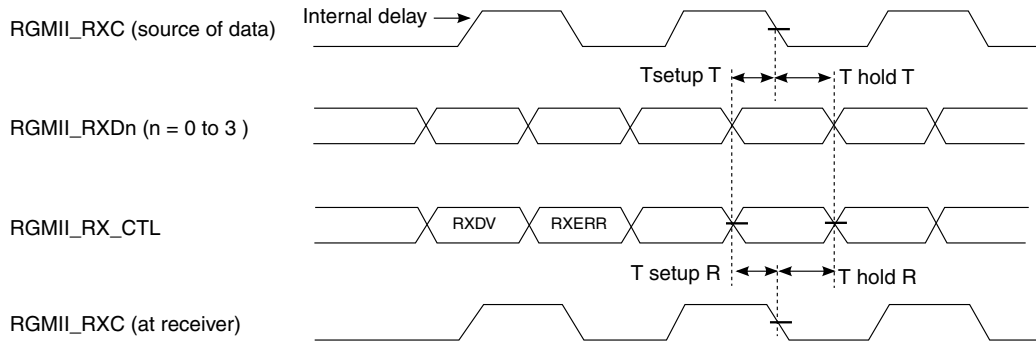 Internal delay
RGMII_RXC (source of data)
Tsetup T
T hold T
RGMII_RXDn (n = 0 to 3 )
RGMII_RX_CTL
RXDV
RXERR
T setup R
T hold R
RGMII_RXC (at receiver)